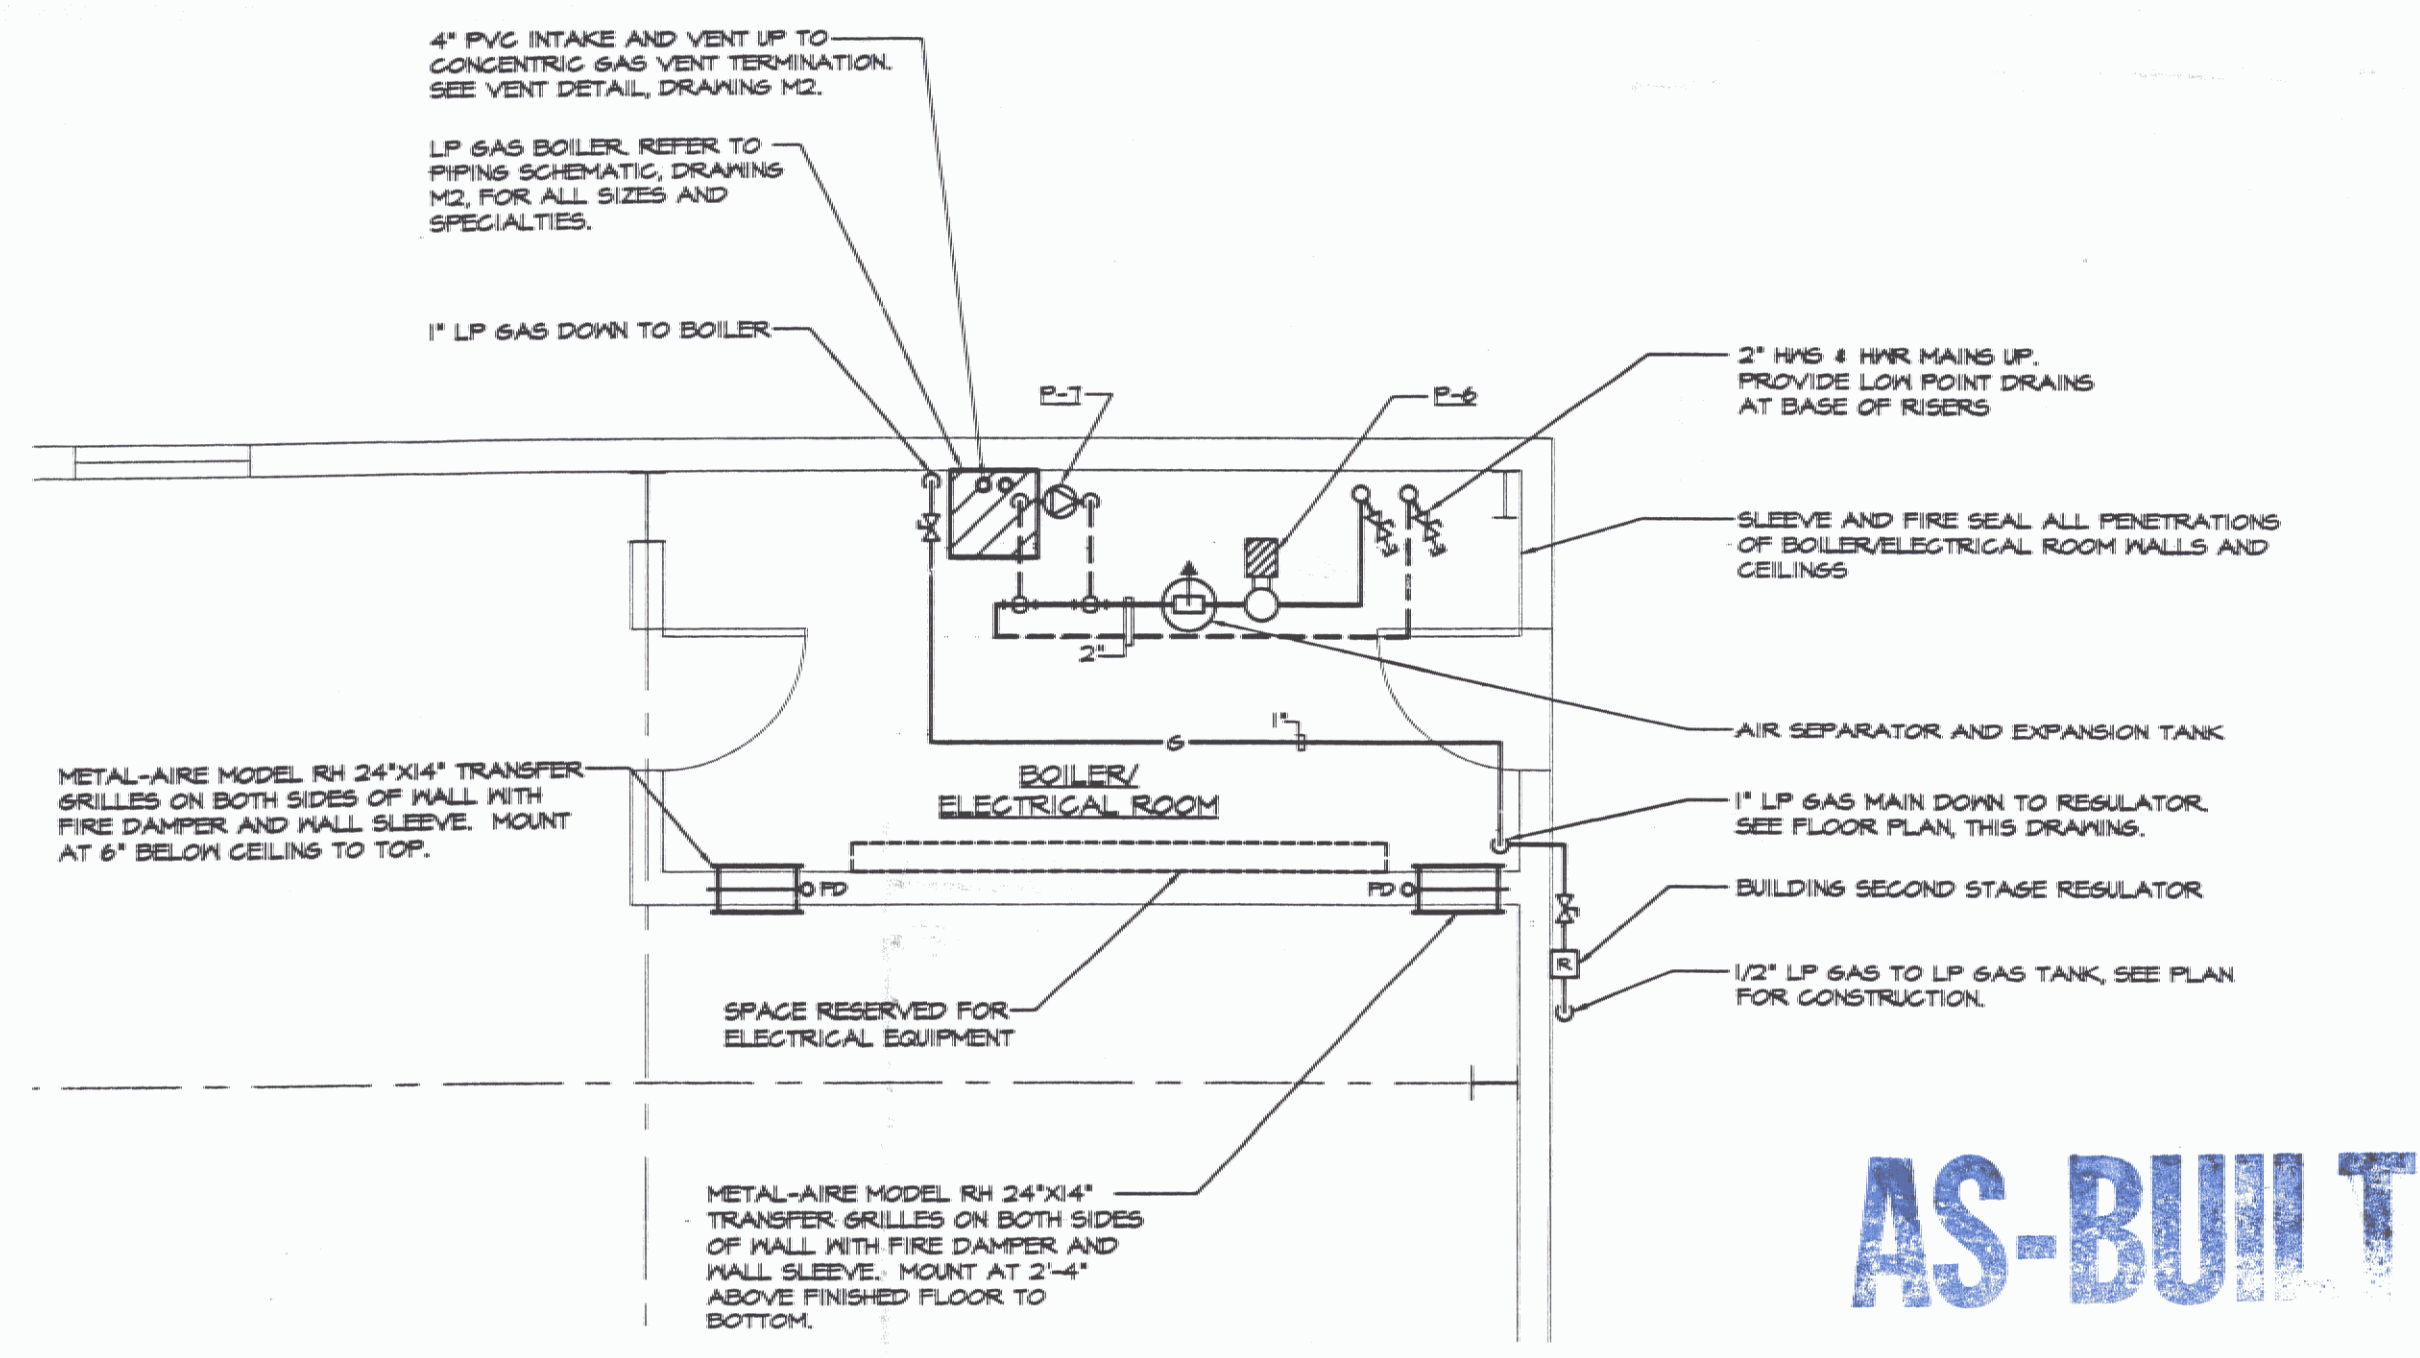 4" PVC INTAKE AND VENT UP TO
CONCENTRIC GAS VENT TERMINATION.
SEE VENT DETAIL, DRAWING M2.
LP GAS BOILER. REFER TO
PIPING SCHEMATIC, DRAWING
M2, FOR ALL SIZES AND
SPECIALTIES.
1" LP GAS DOWN TO BOILER
P-7
P-6
2" HWS & HWR MAINS UP.
PROVIDE LOW POINT DRAINS
AT BASE OF RISERS
SLEEVE AND FIRE SEAL ALL PENETRATIONS
OF BOILER/ELECTRICAL ROOM WALLS AND
CEILINGS
2"
1"
G
AIR SEPARATOR AND EXPANSION TANK
METAL-AIRE MODEL RH 24"X14" TRANSFER
GRILLES ON BOTH SIDES OF WALL WITH
FIRE DAMPER AND WALL SLEEVE. MOUNT
AT 6" BELOW CEILING TO TOP.
BOILER/
ELECTRICAL ROOM
1" LP GAS MAIN DOWN TO REGULATOR.
SEE FLOOR PLAN, THIS DRAWING.
FD
FD
BUILDING SECOND STAGE REGULATOR
R
1/2" LP GAS TO LP GAS TANK, SEE PLAN
FOR CONSTRUCTION.
SPACE RESERVED FOR
ELECTRICAL EQUIPMENT
METAL-AIRE MODEL RH 24"X14"
TRANSFER GRILLES ON BOTH SIDES
OF WALL WITH FIRE DAMPER AND
WALL SLEEVE. MOUNT AT 2'-4"
ABOVE FINISHED FLOOR TO
BOTTOM.
AS-BUILT